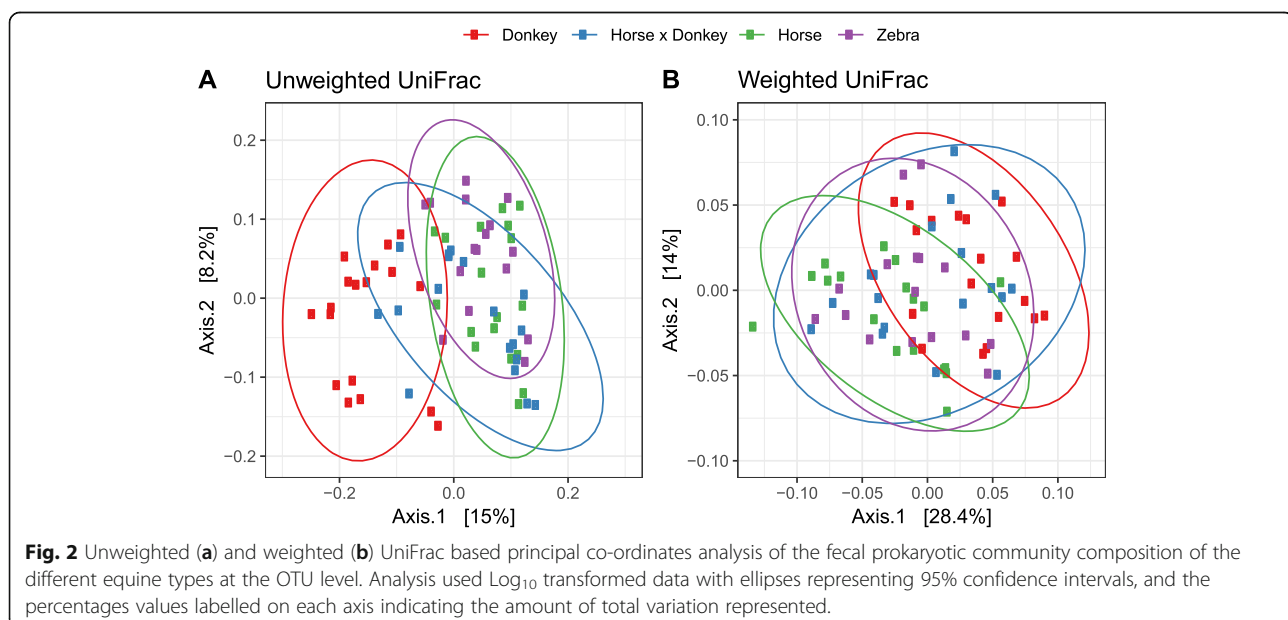 Donkey Horse x Donkey Horse Zebra
A Unweighted UniFrac
B Weighted UniFrac
Axis.2 [8.2%]
0.2
0.1
0.0
−0.1
−0.2
−0.2 0.0 0.2
Axis.1 [15%]
Axis.2 [14%]
0.10
0.05
0.00
−0.05
−0.10
−0.10 −0.05 0.00 0.05 0.10
Axis.1 [28.4%]
Fig. 2 Unweighted (a) and weighted (b) UniFrac based principal co-ordinates analysis of the fecal prokaryotic community composition of the
different equine types at the OTU level. Analysis used Log₁₀ transformed data with ellipses representing 95% confidence intervals, and the
percentages values labelled on each axis indicating the amount of total variation represented.